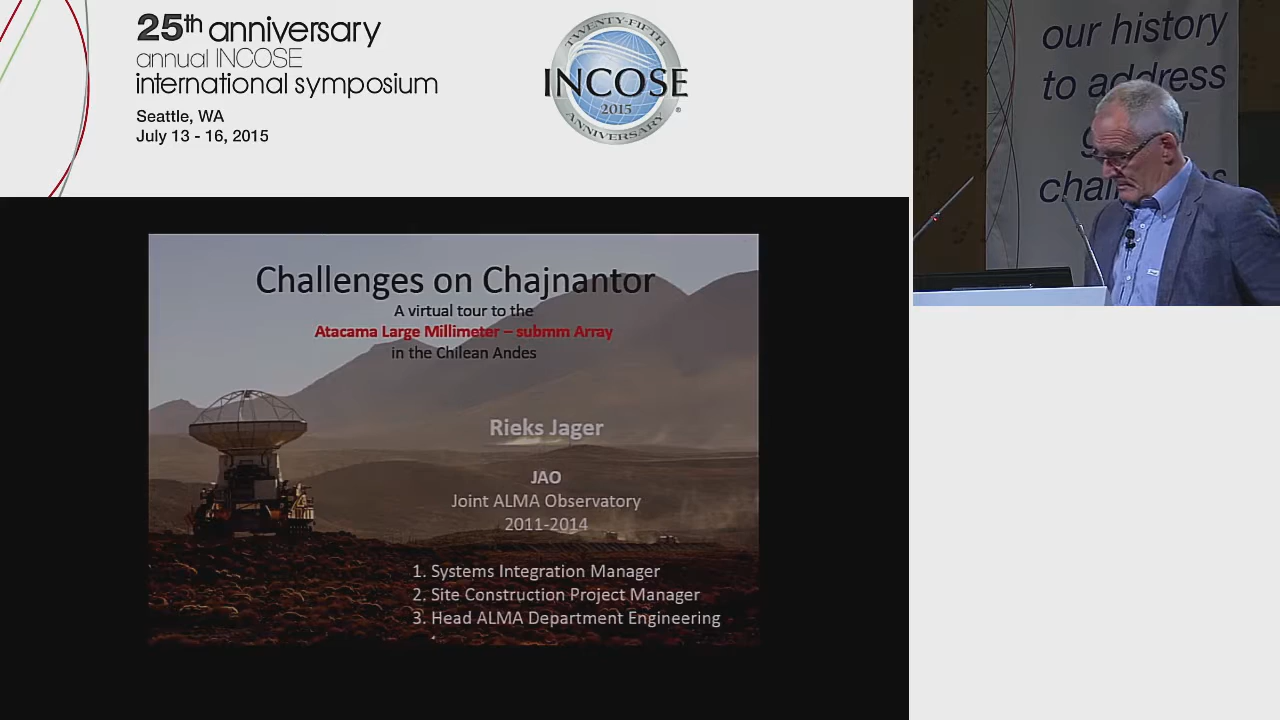 25th anniversary
annual INCOSE
international symposium
Seattle, WA
July 13 - 16, 2015
TWENTY-FIFTH
INCOSE
2015
ANNIVERSARY
®
our history
to address
Challenges on Chajnantor
A virtual tour to the
Atacama Large Millimeter – submm Array
in the Chilean Andes
Rieks Jager
JAO
Joint ALMA Observatory
2011-2014
1. Systems Integration Manager
2. Site Construction Project Manager
3. Head ALMA Department Engineering